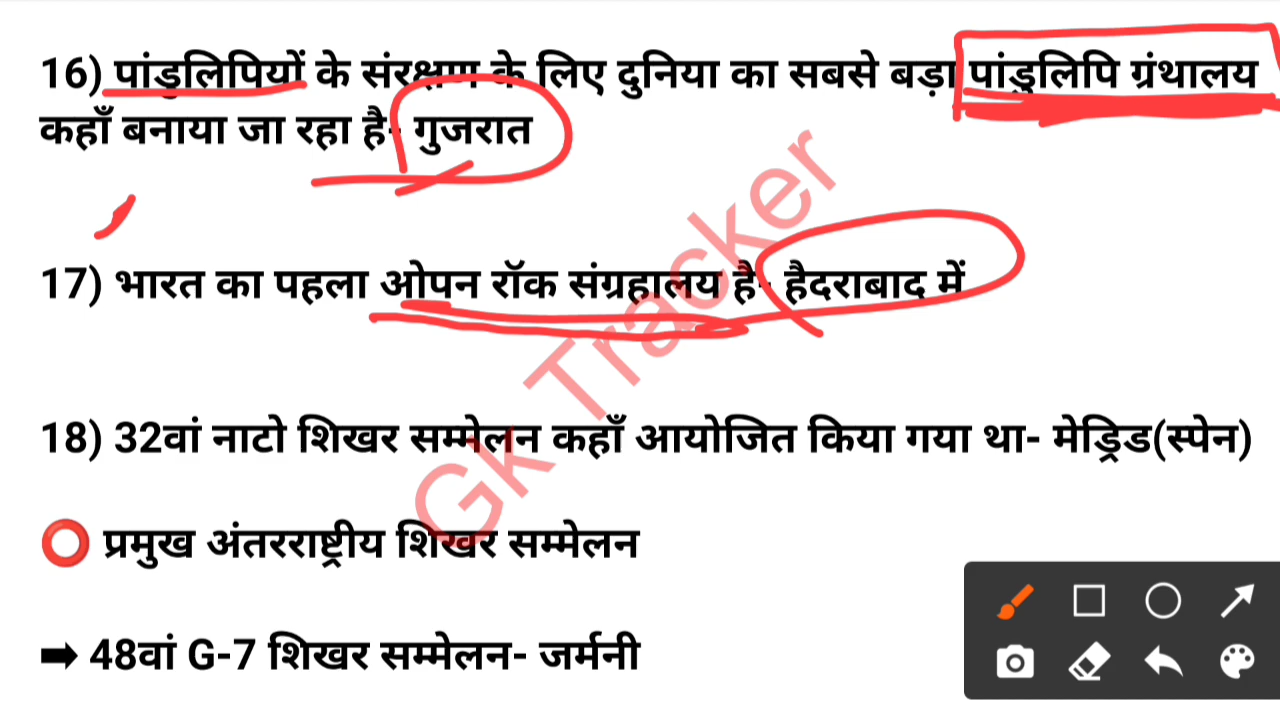 16) पांडुलिपियों के संरक्षण के लिए दुनिया का सबसे बड़ा पांडुलिपि ग्रंथालय
कहाँ बनाया जा रहा है- गुजरात
17) भारत का पहला ओपन रॉक संग्रहालय है- हैदराबाद में
18) 32वां नाटो शिखर सम्मेलन कहाँ आयोजित किया गया था- मेड्रिड(स्पेन)
⭕ प्रमुख अंतरराष्ट्रीय शिखर सम्मेलन
➡ 48वां G-7 शिखर सम्मेलन- जर्मनी
Gk Tracker